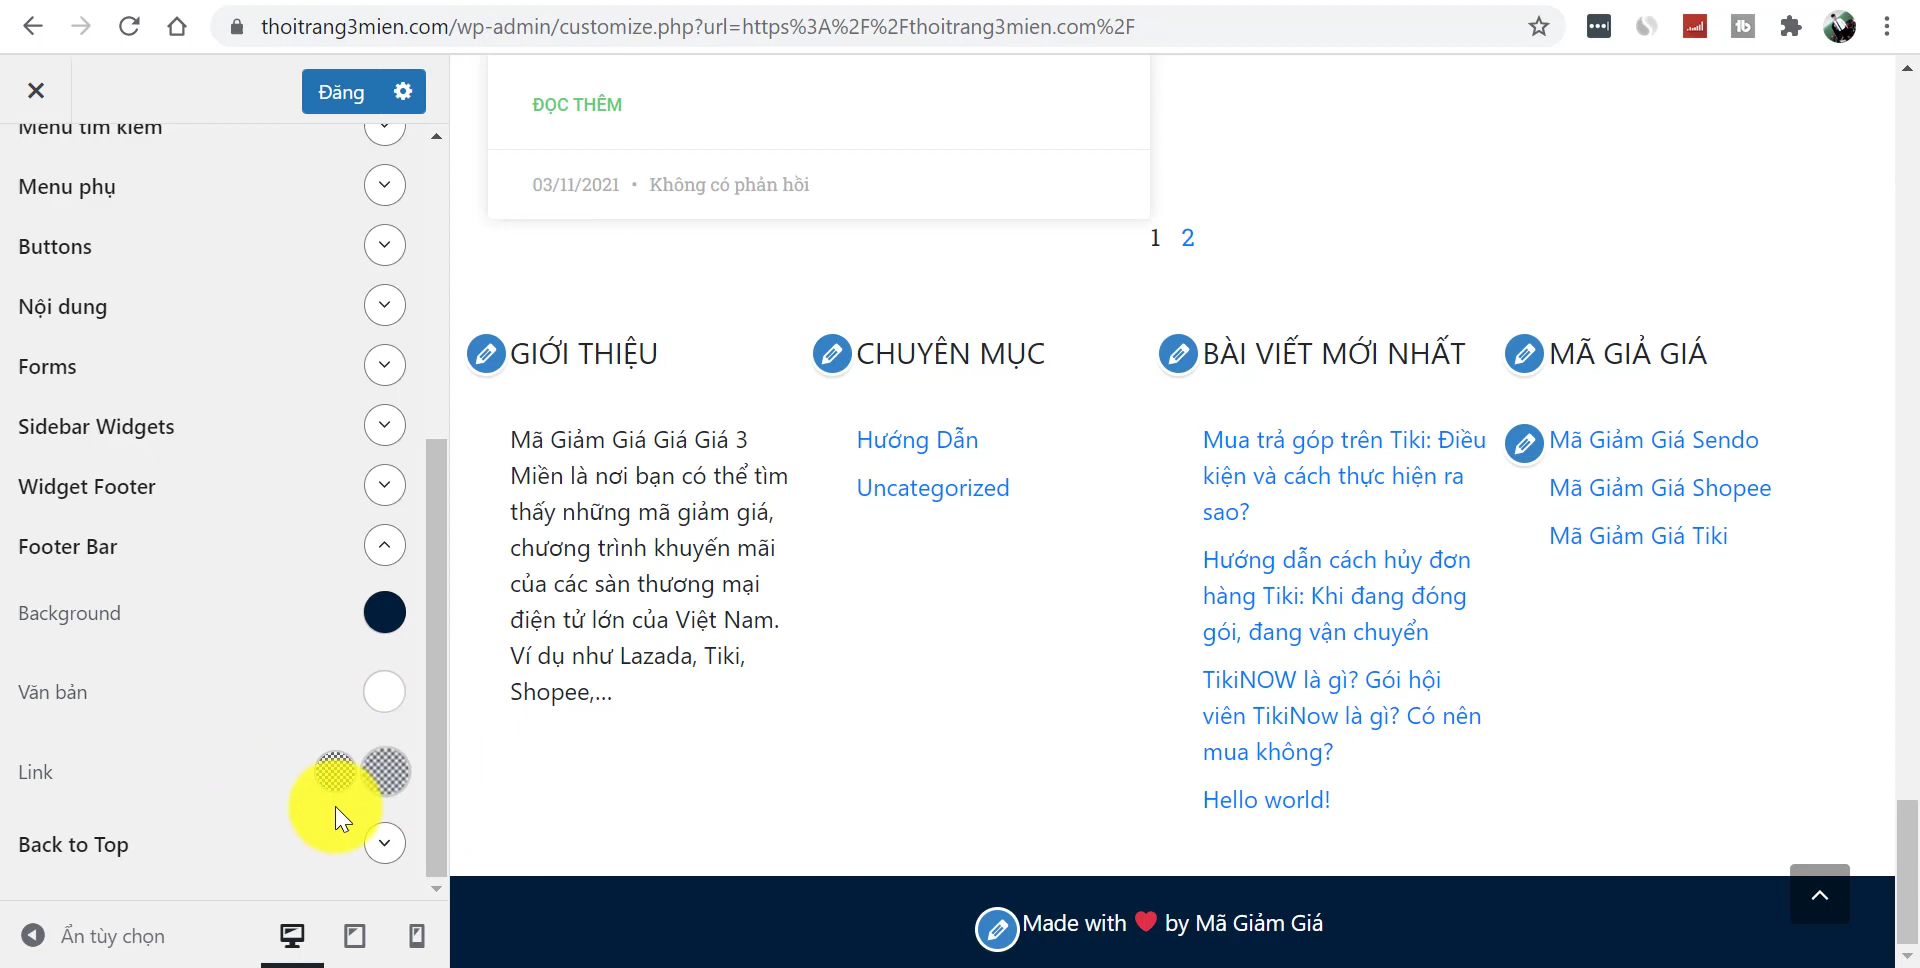 thoitrang3mien.com/wp-admin/customize.php?url=https%3A%2F%2Fthoitrang3mien.com%2F
Đăng
Menu tìm kiếm
Menu phụ
Buttons
Nội dung
Forms
Sidebar Widgets
Widget Footer
Footer Bar
Background
Văn bản
Link
Back to Top
Ẩn tùy chọn
ĐỌC THÊM
03/11/2021 • Không có phản hồi
1 2
GIỚI THIỆU
Mã Giảm Giá Giá Giá 3
Miền là nơi bạn có thể tìm
thấy những mã giảm giá,
chương trình khuyến mãi
của các sàn thương mại
điện tử lớn của Việt Nam.
Ví dụ như Lazada, Tiki,
Shopee,...
CHUYÊN MỤC
Hướng Dẫn
Uncategorized
BÀI VIẾT MỚI NHẤT
Mua trả góp trên Tiki: Điều
kiện và cách thực hiện ra
sao?
Hướng dẫn cách hủy đơn
hàng Tiki: Khi đang đóng
gói, đang vận chuyển
TikiNOW là gì? Gói hội
viên TikiNow là gì? Có nên
mua không?
Hello world!
MÃ GIẢ GIÁ
Mã Giảm Giá Sendo
Mã Giảm Giá Shopee
Mã Giảm Giá Tiki
Made with ❤ by Mã Giảm Giá